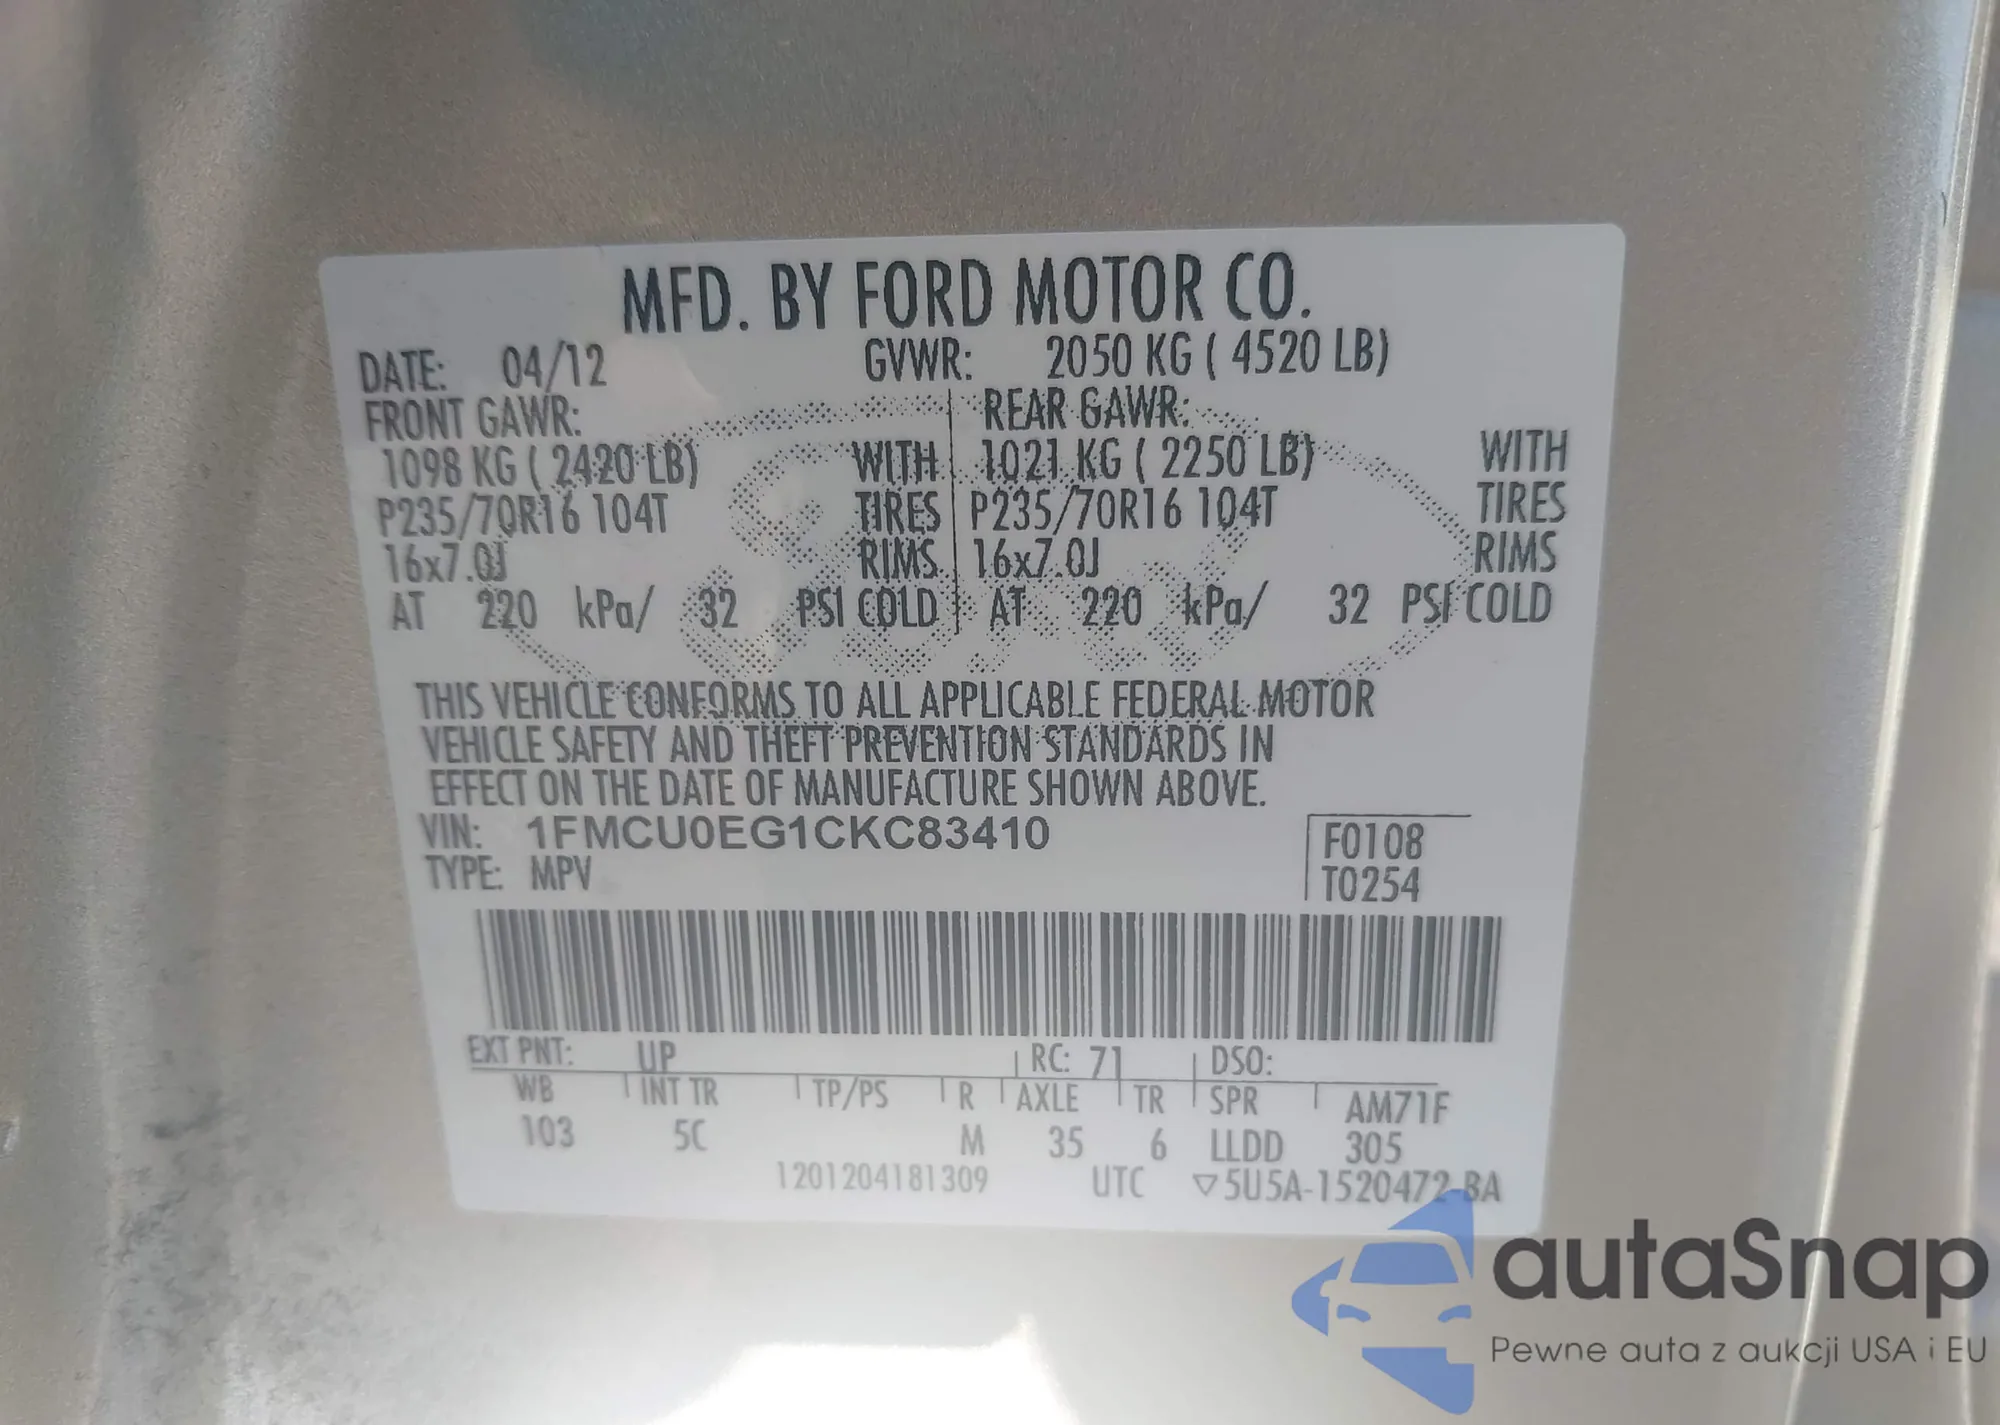 MFD. BY FORD MOTOR CO.
DATE: 04/12 GVWR: 2050 KG ( 4520 LB)
FRONT GAWR: REAR GAWR:
1098 KG ( 2420 LB) WITH 1021 KG ( 2250 LB) WITH
P235/70R16 104T TIRES P235/70R16 104T TIRES
16x7.0J RIMS 16x7.0J RIMS
AT 220 kPa/ 32 PSI COLD AT 220 kPa/ 32 PSI COLD
THIS VEHICLE CONFORMS TO ALL APPLICABLE FEDERAL MOTOR
VEHICLE SAFETY AND THEFT PREVENTION STANDARDS IN
EFFECT ON THE DATE OF MANUFACTURE SHOWN ABOVE.
VIN: 1FMCU0EG1CKC83410 F0108
TYPE: MPV T0254
EXT PNT: UP RC: 71 DSO:
WB INT TR TP/PS R AXLE TR SPR AM71F
103 5C M 35 6 LLDD 305
1201204181309 UTC ▽5U5A-1520472-BA
autaSnap
Pewne auta z aukcji USA i EU